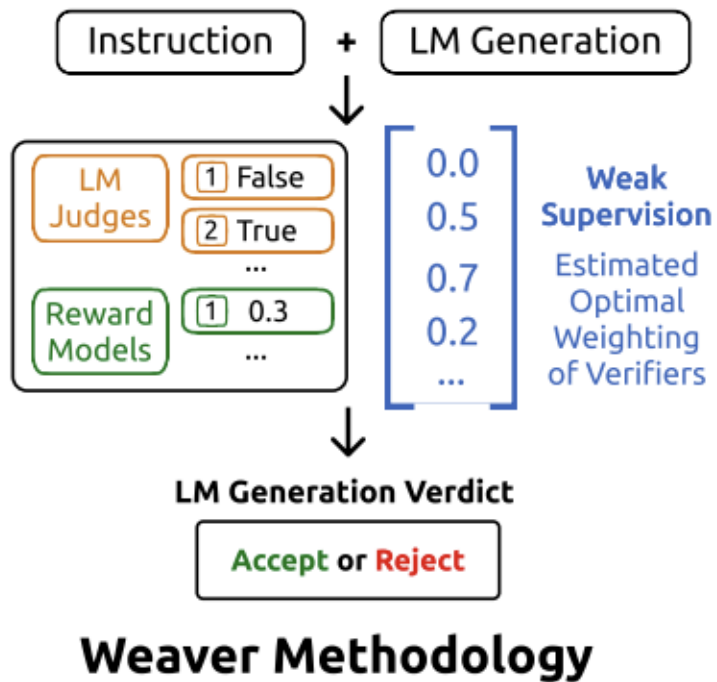 Instruction + LM Generation
LM
Judges
1 False
2 True
...
Reward
Models
1 0.3
...
0.0
0.5
0.7
0.2
...
Weak
Supervision
Estimated
Optimal
Weighting
of Verifiers
LM Generation Verdict
Accept or Reject
Weaver Methodology